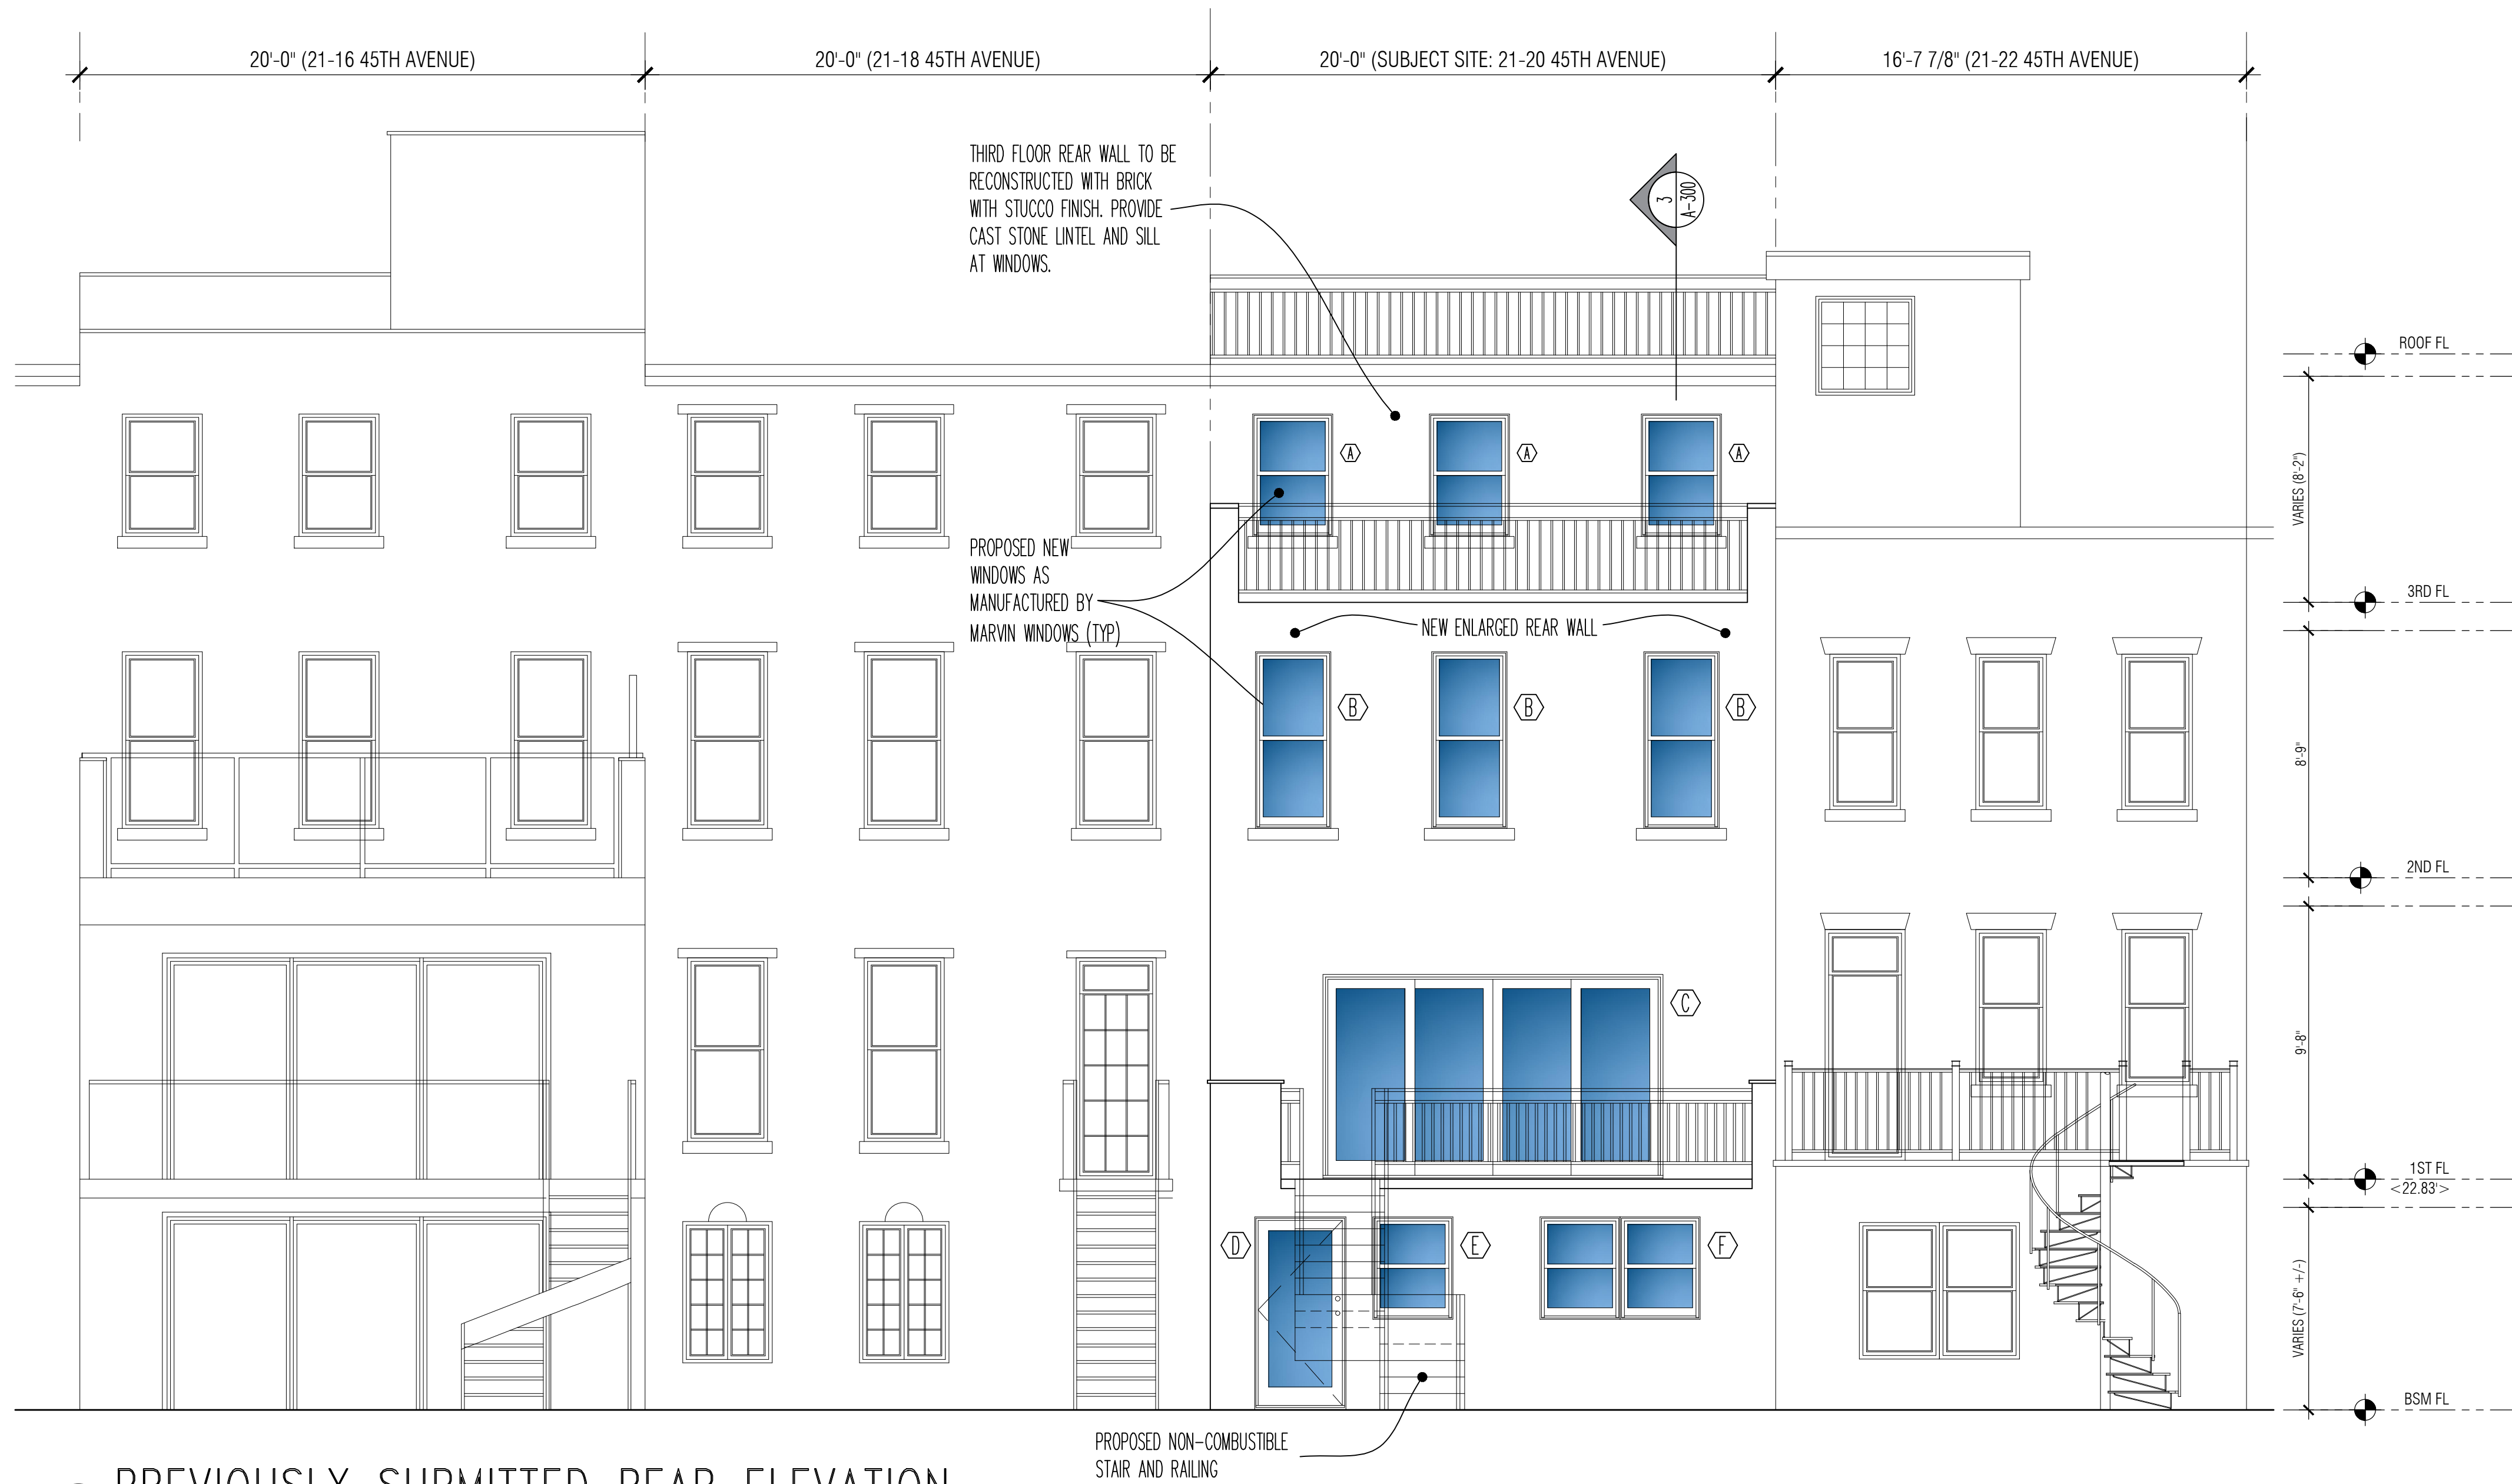 20'-0" (21-16 45TH AVENUE)
20'-0" (21-18 45TH AVENUE)
20'-0" (SUBJECT SITE: 21-20 45TH AVENUE)
16'-7 7/8" (21-22 45TH AVENUE)
THIRD FLOOR REAR WALL TO BE
RECONSTRUCTED WITH BRICK
WITH STUCCO FINISH. PROVIDE
CAST STONE LINTEL AND SILL
AT WINDOWS.
3
A-300
ROOF FL
A
A
A
VARIES (8'-2")
PROPOSED NEW
WINDOWS AS
MANUFACTURED BY
MARVIN WINDOWS (TYP)
3RD FL
NEW ENLARGED REAR WALL
B
B
B
8'-9"
2ND FL
C
9'-8"
1ST FL
<22.83'>
D
E
F
VARIES (7'-6" +/-)
BSM FL
PROPOSED NON-COMBUSTIBLE
STAIR AND RAILING
PREVIOUSLY SUBMITTED REAR ELEVATION